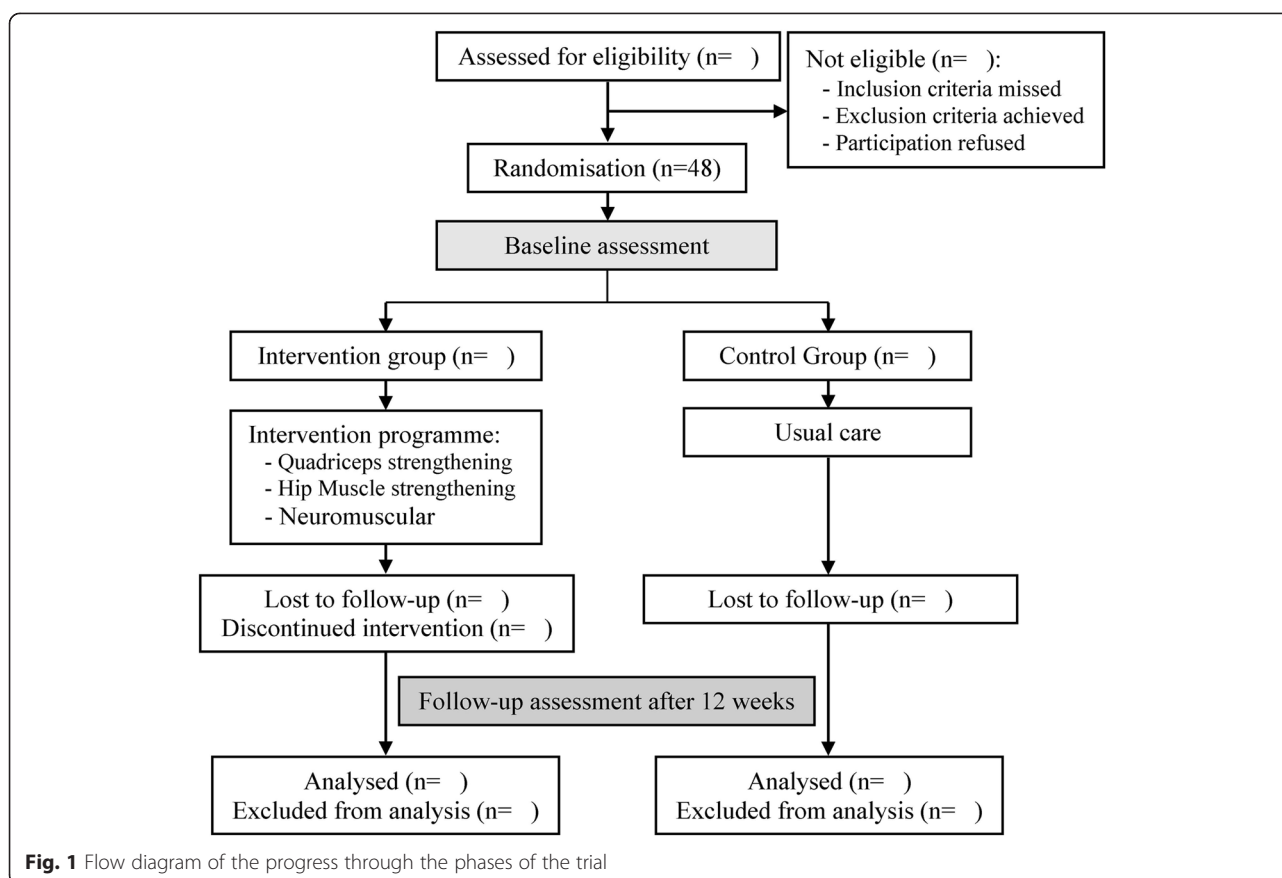 Assessed for eligibility (n=   )
Not eligible (n=   ):
- Inclusion criteria missed
- Exclusion criteria achieved
- Participation refused
Randomisation (n=48)
Baseline assessment
Intervention group (n=   )
Control Group (n=   )
Intervention programme:
- Quadriceps strengthening
- Hip Muscle strengthening
- Neuromuscular
Usual care
Lost to follow-up (n=   )
Discontinued intervention (n=   )
Lost to follow-up (n=   )
Follow-up assessment after 12 weeks
Analysed (n=   )
Excluded from analysis (n=   )
Analysed (n=   )
Excluded from analysis (n=   )
Fig. 1 Flow diagram of the progress through the phases of the trial